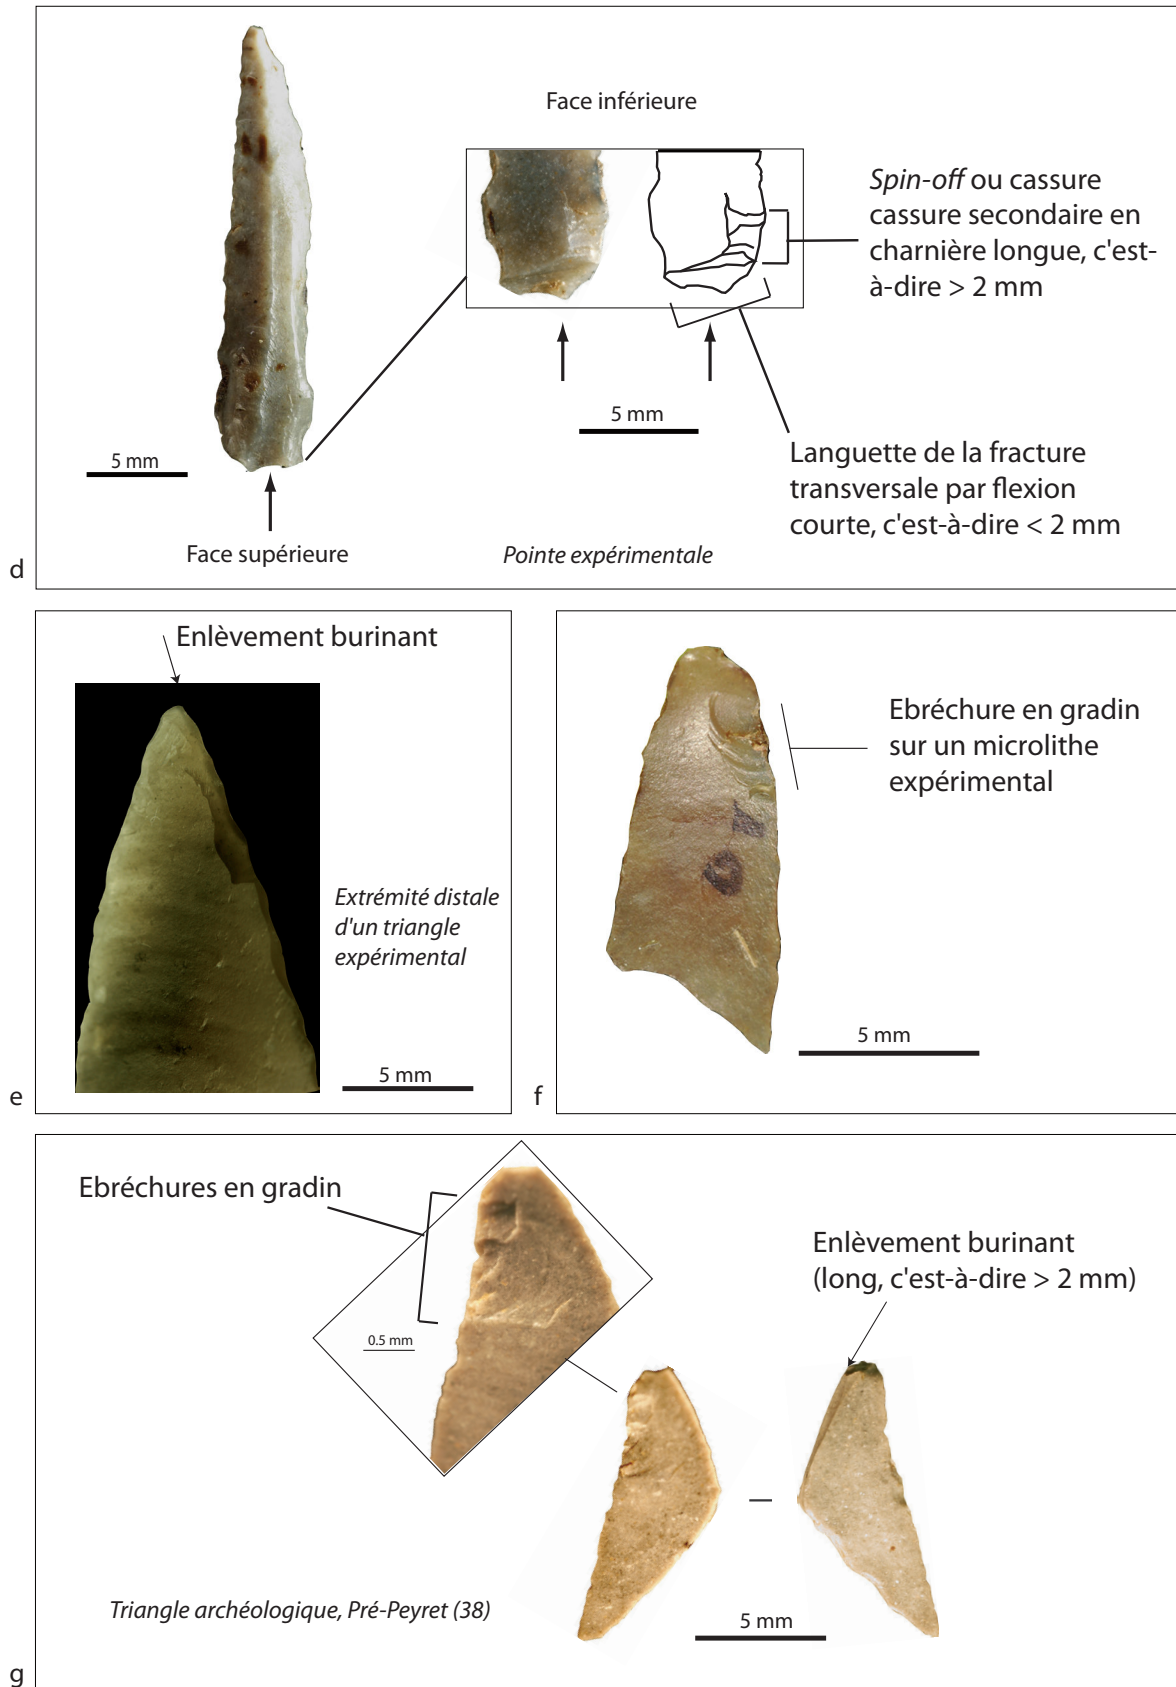 Face inférieure
Spin-off ou cassure
cassure secondaire en
charnière longue, c'est-
à-dire > 2 mm
5 mm
5 mm
Languette de la fracture
transversale par flexion
courte, c'est-à-dire < 2 mm
Face supérieure
Pointe expérimentale
d
Enlèvement burinant
Extrémité distale
d'un triangle
expérimental
5 mm
e
Ebréchure en gradin
sur un microlithe
expérimental
5 mm
f
Ebréchures en gradin
0.5 mm
Enlèvement burinant
(long, c'est-à-dire > 2 mm)
Triangle archéologique, Pré-Peyret (38)
5 mm
g